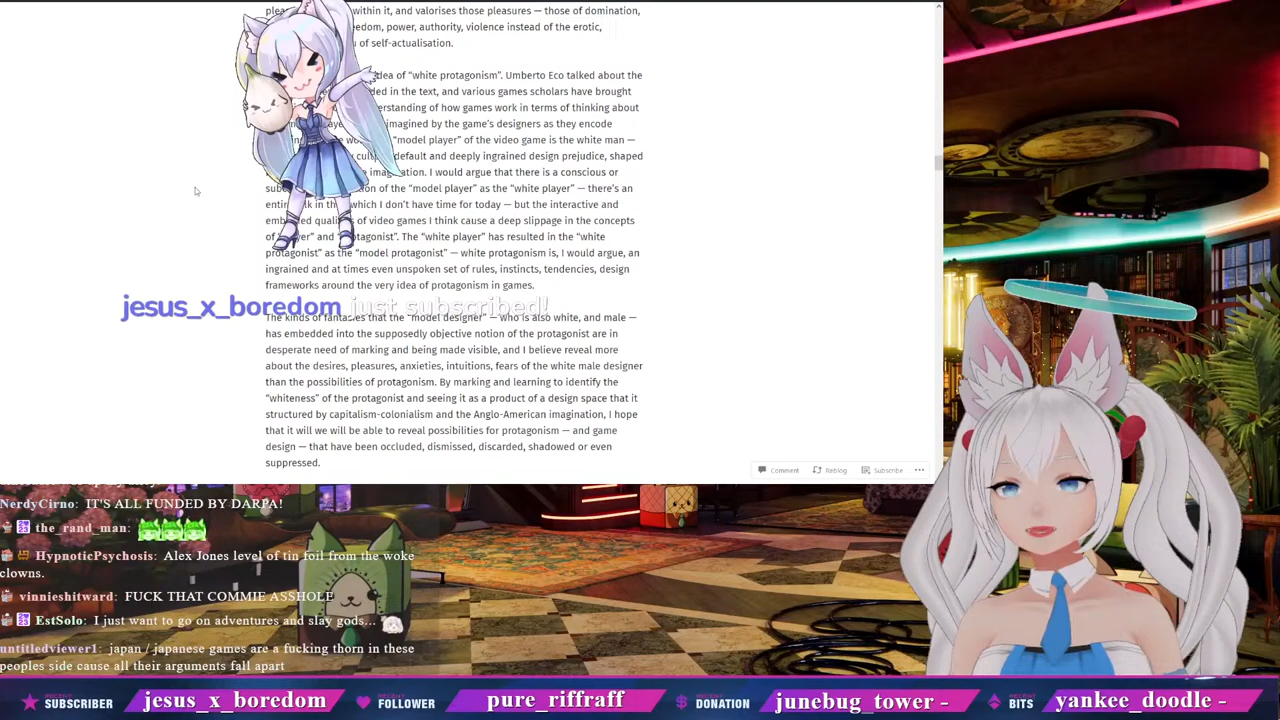 within it, and valorises those pleasures — those of domination,
power, authority, violence instead of the erotic,
of self-actualisation.
idea of “white protagonism”. Umberto Eco talked about the
in the text, and various games scholars have brought
of how games work in terms of thinking about
imagined by the game’s designers as they encode
“model player” of the video game is the white man —
default and deeply ingrained design prejudice, shaped
I would argue that there is a conscious or
of the “model player” as the “white player” — there’s an
which I don’t have time for today — but the interactive and
of video games I think cause a deep slippage in the concepts
of and “protagonist”. The “white player” has resulted in the “white
protagonist” as the “model protagonist” — white protagonism is, I would argue, an
ingrained and at times even unspoken set of rules, instincts, tendencies, design
frameworks around the very idea of protagonism in games.
jesus_x_boredom just subscribed!
The kinds of fantasies that the “model designer” — who is also white, and male —
has embedded into the supposedly objective notion of the protagonist are in
desperate need of marking and being made visible, and I believe reveal more
about the desires, pleasures, anxieties, intuitions, fears of the white male designer
than the possibilities of protagonism. By marking and learning to identify the
“whiteness” of the protagonist and seeing it as a product of a design space that it
structured by capitalism-colonialism and the Anglo-American imagination, I hope
that it will we will be able to reveal possibilities for protagonism — and game
design — that have been occluded, dismissed, discarded, shadowed or even
suppressed.
Comment Reblog Subscribe
NerdyCirno: IT'S ALL FUNDED BY DARPA!
the_rand_man:
HypnoticPsychosis: Alex Jones level of tin foil from the woke
clowns.
vinnieshitward: FUCK THAT COMMIE ASSHOLE
EstSolo: I just want to go on adventures and slay gods...
untitledviewer1: japan / japanese games are a fucking thorn in these
peoples side cause all their arguments fall apart
RECENT SUBSCRIBER jesus_x_boredom RECENT FOLLOWER pure_riffraff RECENT DONATION junebug_tower - RECENT BITS yankee_doodle -